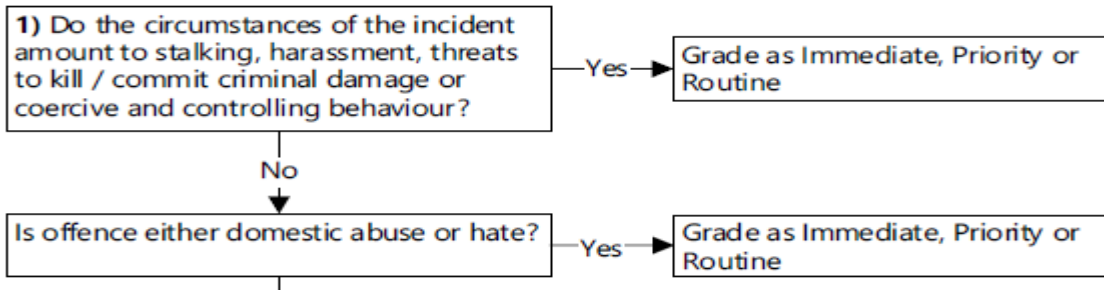 1) Do the circumstances of the incident
amount to stalking, harassment, threats
to kill / commit criminal damage or
coercive and controlling behaviour?
Yes
Grade as Immediate, Priority or
Routine
No
Is offence either domestic abuse or hate?
Yes
Grade as Immediate, Priority or
Routine